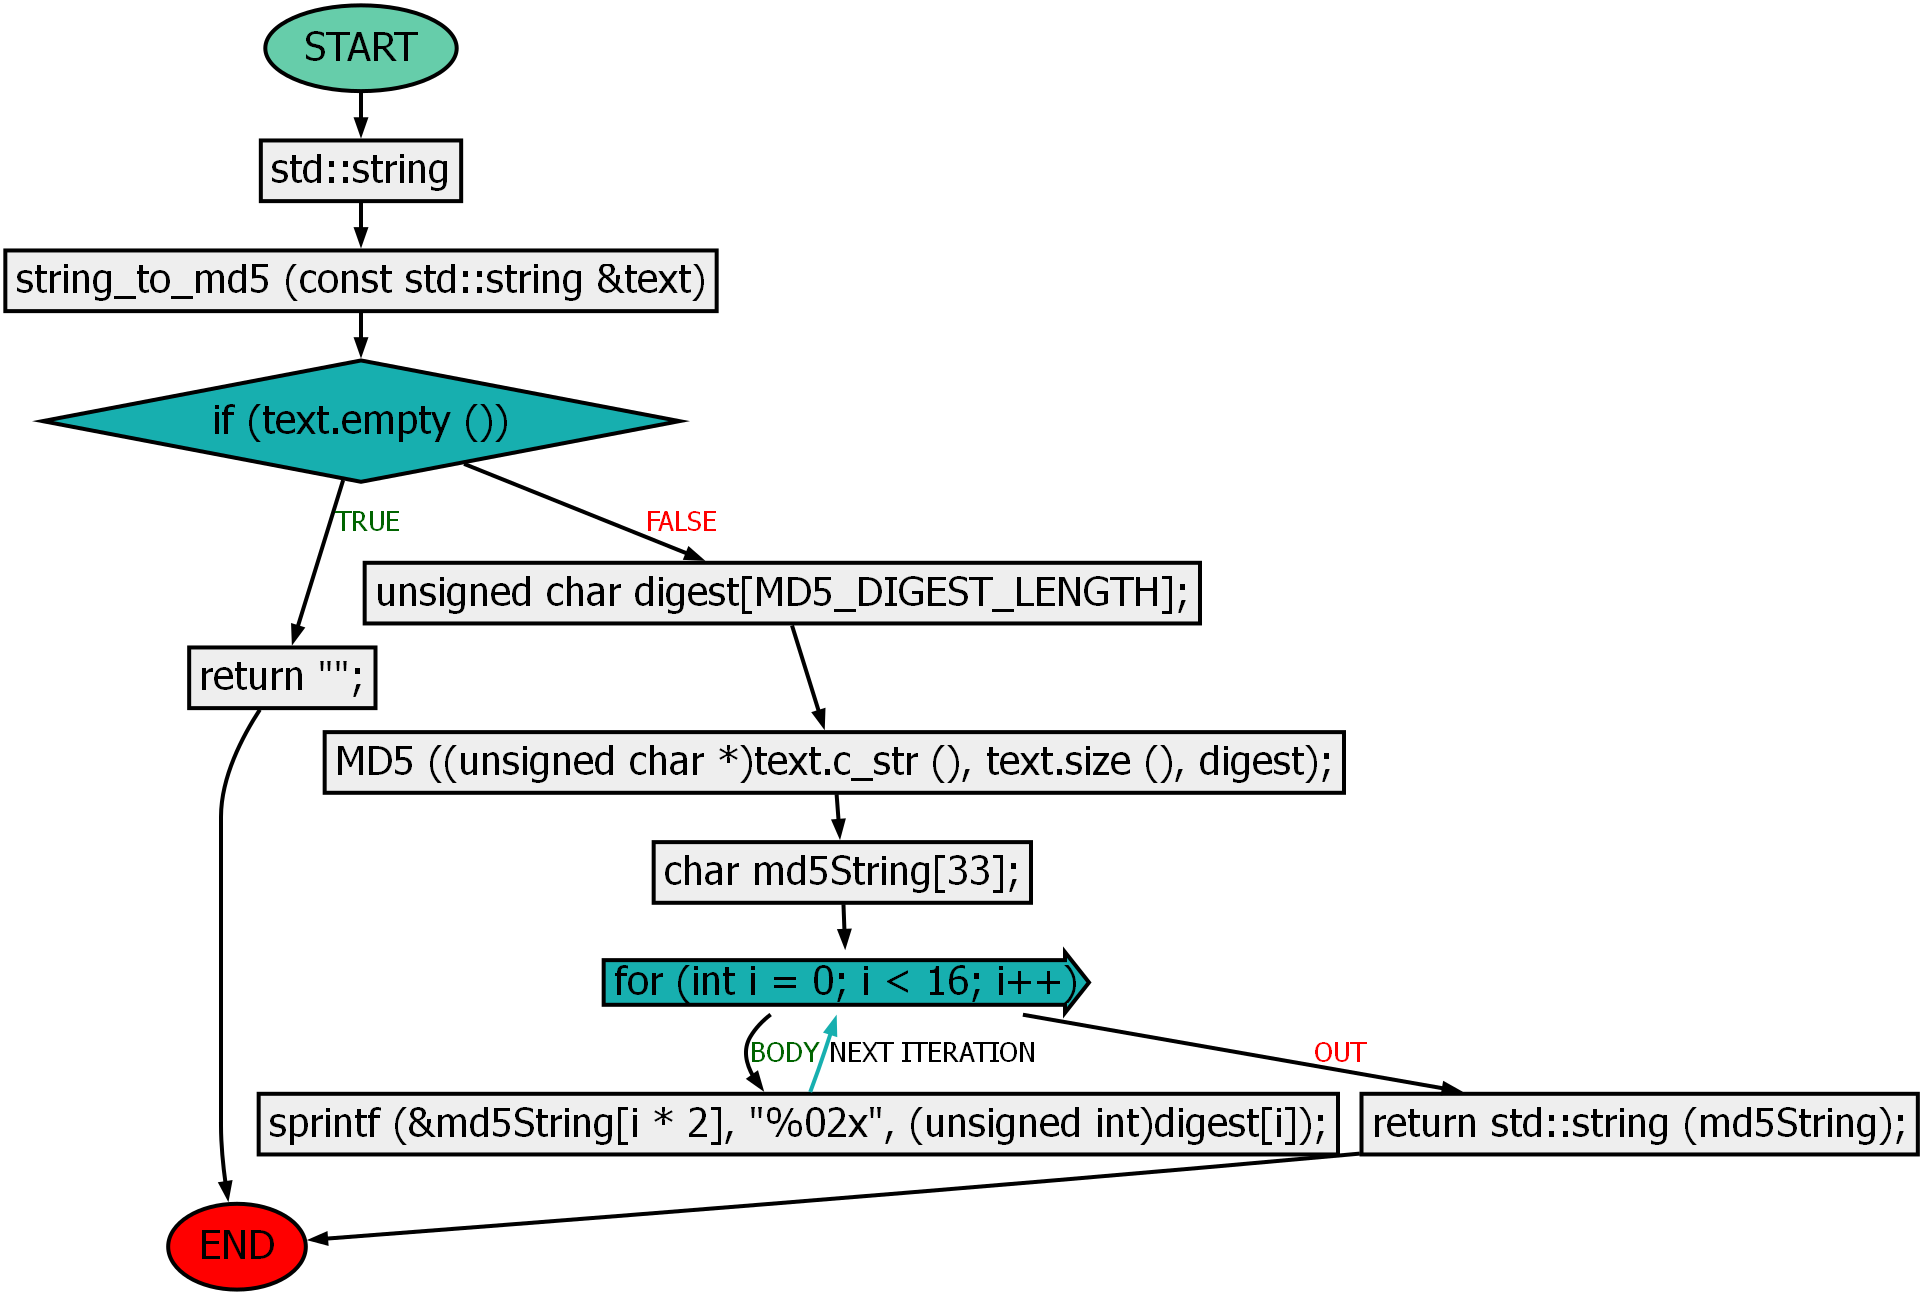 START
std::string
string_to_md5 (const std::string &text)
if (text.empty ())
TRUE
FALSE
unsigned char digest[MD5_DIGEST_LENGTH];
return "";
MD5 ((unsigned char *)text.c_str (), text.size (), digest);
char md5String[33];
for (int i = 0; i < 16; i++)
BODY
NEXT ITERATION
OUT
sprintf (&md5String[i * 2], "%02x", (unsigned int)digest[i]);
return std::string (md5String);
END